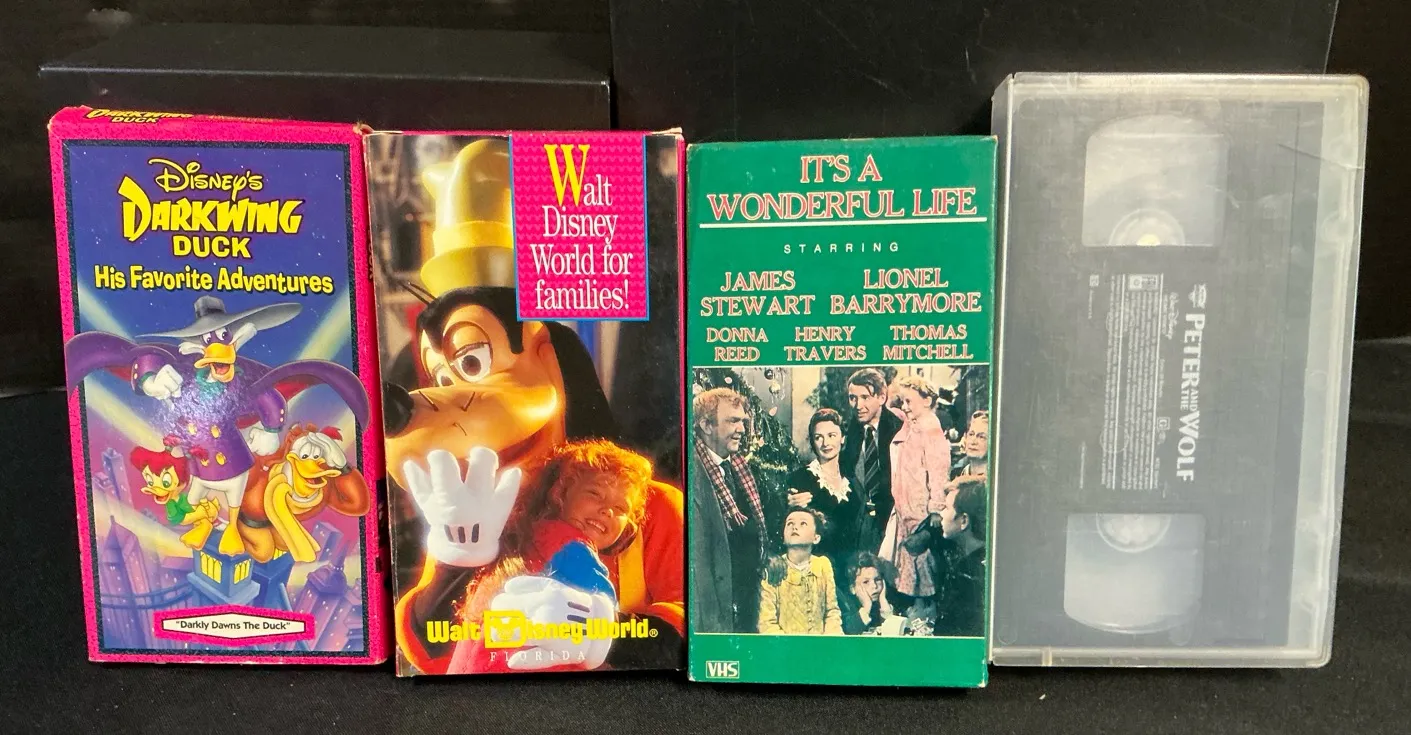 DARKWING
DUCK
DISNEY'S
DARKWING
DUCK
His Favorite Adventures
"Darkly Dawns The Duck"
Walt
Disney
World for
families!
Walt Disney World®
FLORIDA
IT'S A
WONDERFUL LIFE
STARRING
JAMES
STEWART
LIONEL
BARRYMORE
DONNA
REED
HENRY
TRAVERS
THOMAS
MITCHELL
VHS
Walt Disney
PETER AND THE WOLF